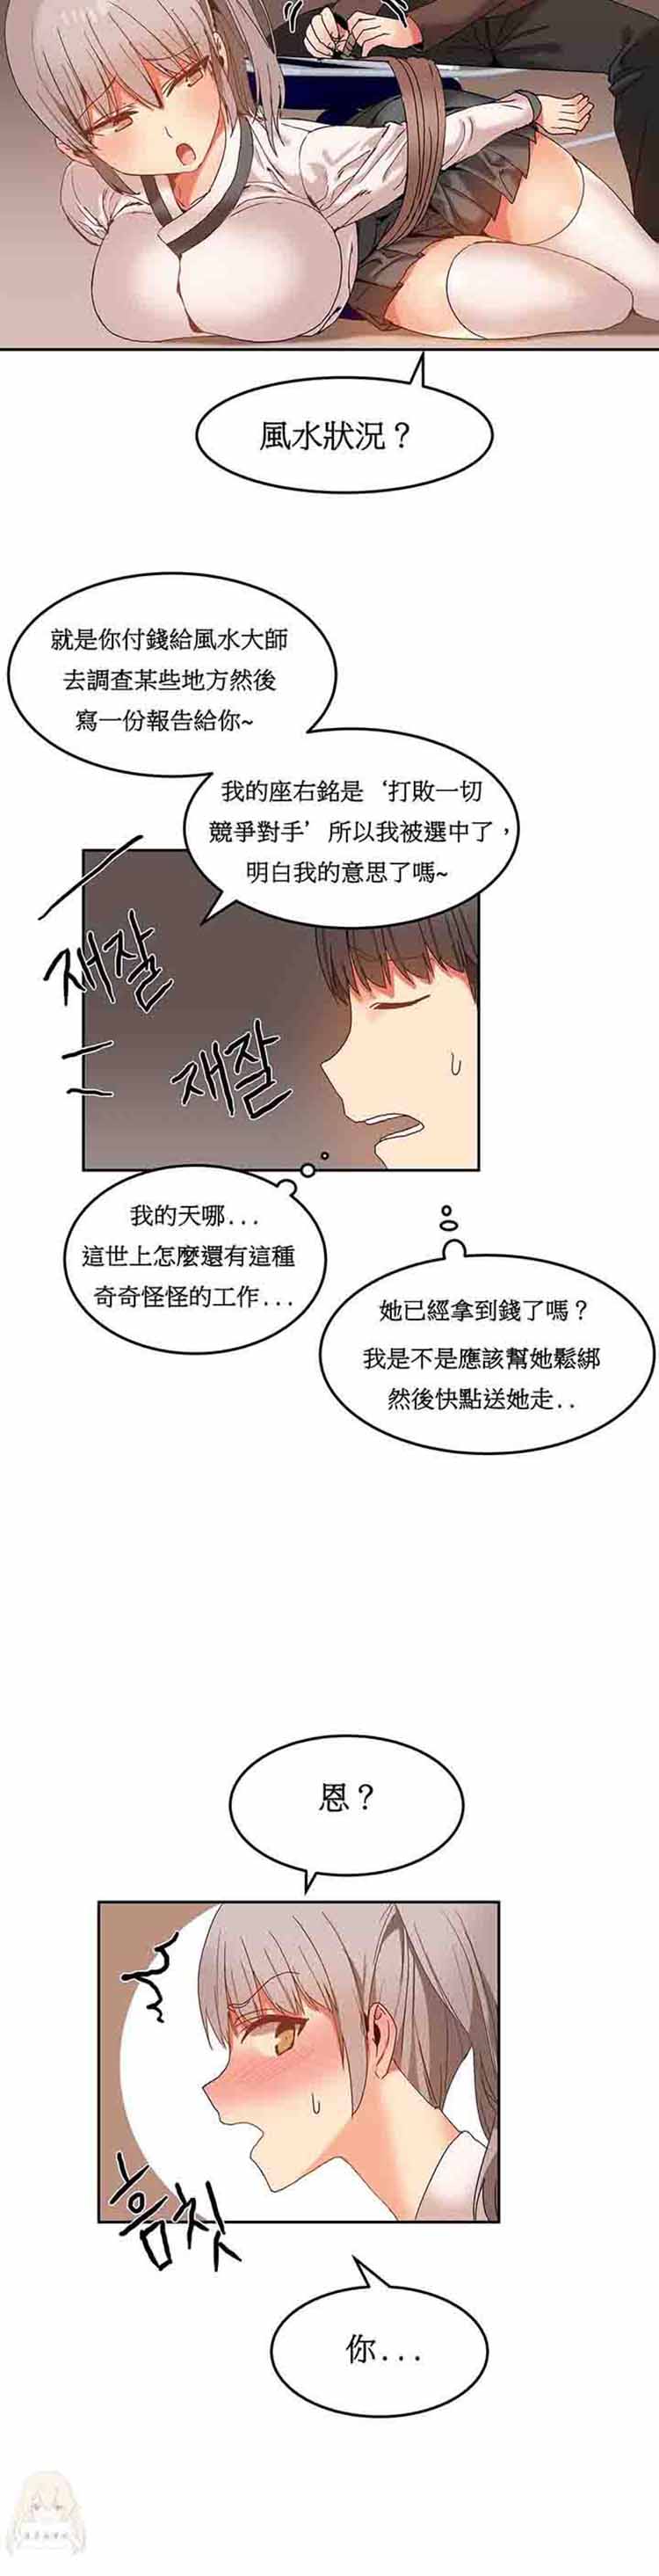 風水狀況？
就是你付錢給風水大師
去調查某些地方然後
寫一份報告給你~
我的座右銘是‘打敗一切
競爭對手’所以我被選中了，
明白我的意思了嗎~
재잘
재잘
我的天哪...
這世上怎麼還有這種
奇奇怪怪的工作...
她已經拿到錢了嗎？
我是不是應該幫她鬆綁
然後快點送她走..
恩？
흠칫
你...